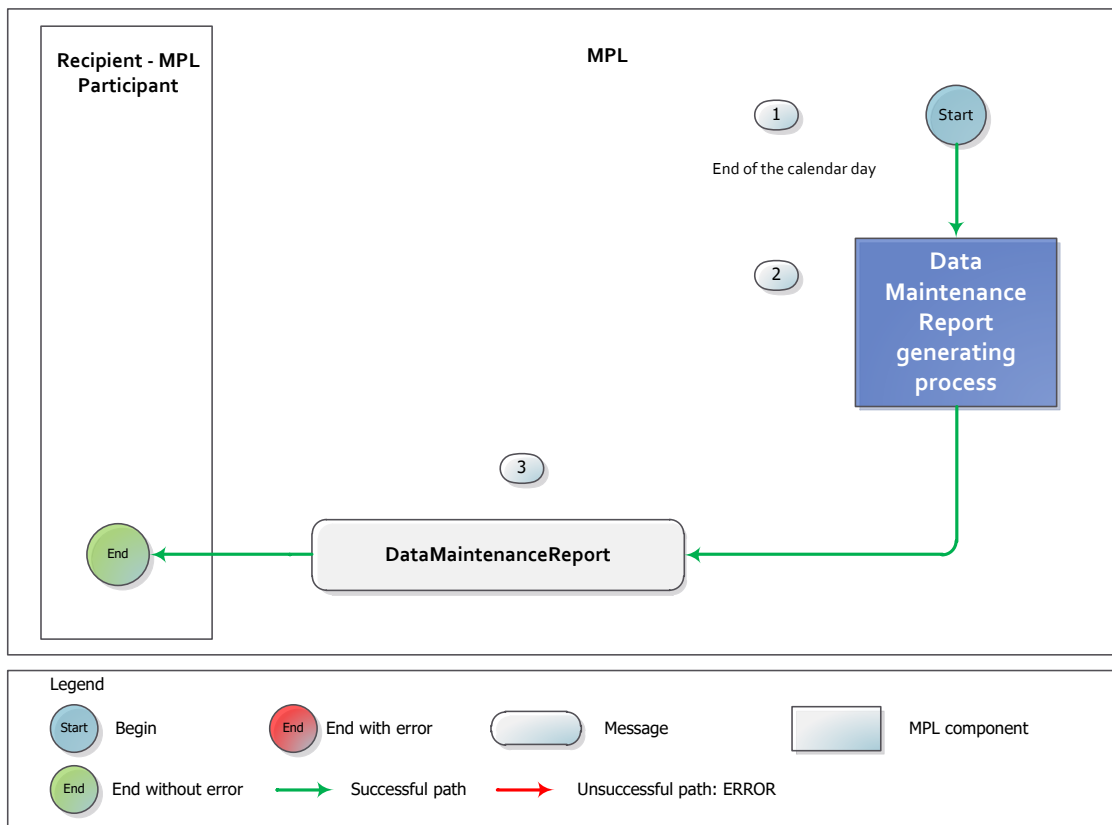 Recipient - MPL
Participant
MPL
1
Start
End of the calendar day
2
Data
Maintenance
Report
generating
process
3
End
DataMaintenanceReport
Legend
Start
Begin
End
End with error
Message
MPL component
End
End without error
Successful path
Unsuccessful path: ERROR